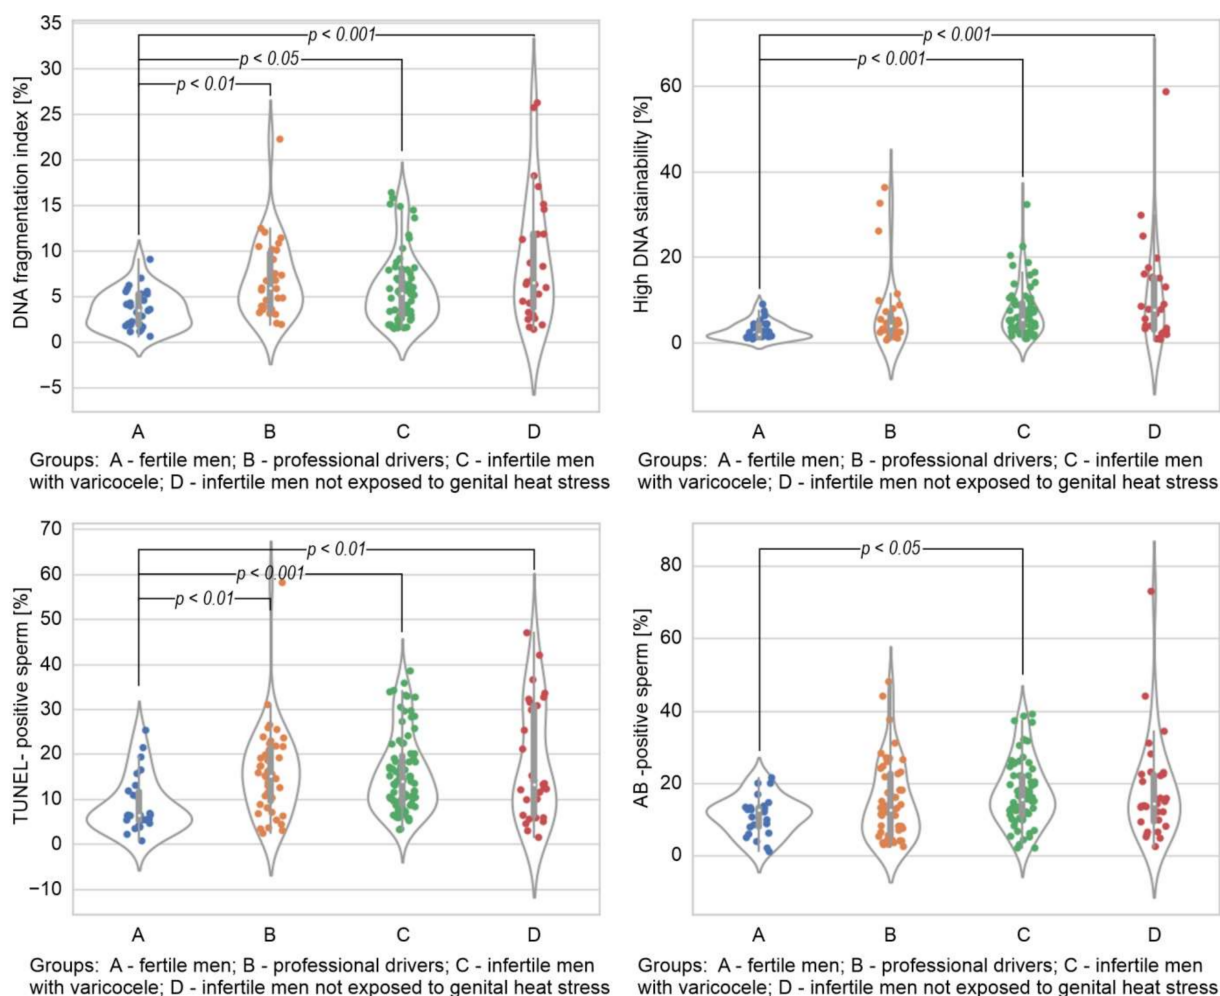 DNA fragmentation index [%]
35
30
25
20
15
10
5
0
−5
p < 0.001
p < 0.05
p < 0.01
A B C D
Groups: A - fertile men; B - professional drivers; C - infertile men
with varicocele; D - infertile men not exposed to genital heat stress
High DNA stainability [%]
60
40
20
0
p < 0.001
p < 0.001
A B C D
Groups: A - fertile men; B - professional drivers; C - infertile men
with varicocele; D - infertile men not exposed to genital heat stress
TUNEL- positive sperm [%]
70
60
50
40
30
20
10
0
−10
p < 0.01
p < 0.001
p < 0.01
A B C D
Groups: A - fertile men; B - professional drivers; C - infertile men
with varicocele; D - infertile men not exposed to genital heat stress
AB -positive sperm [%]
80
60
40
20
0
p < 0.05
A B C D
Groups: A - fertile men; B - professional drivers; C - infertile men
with varicocele; D - infertile men not exposed to genital heat stress